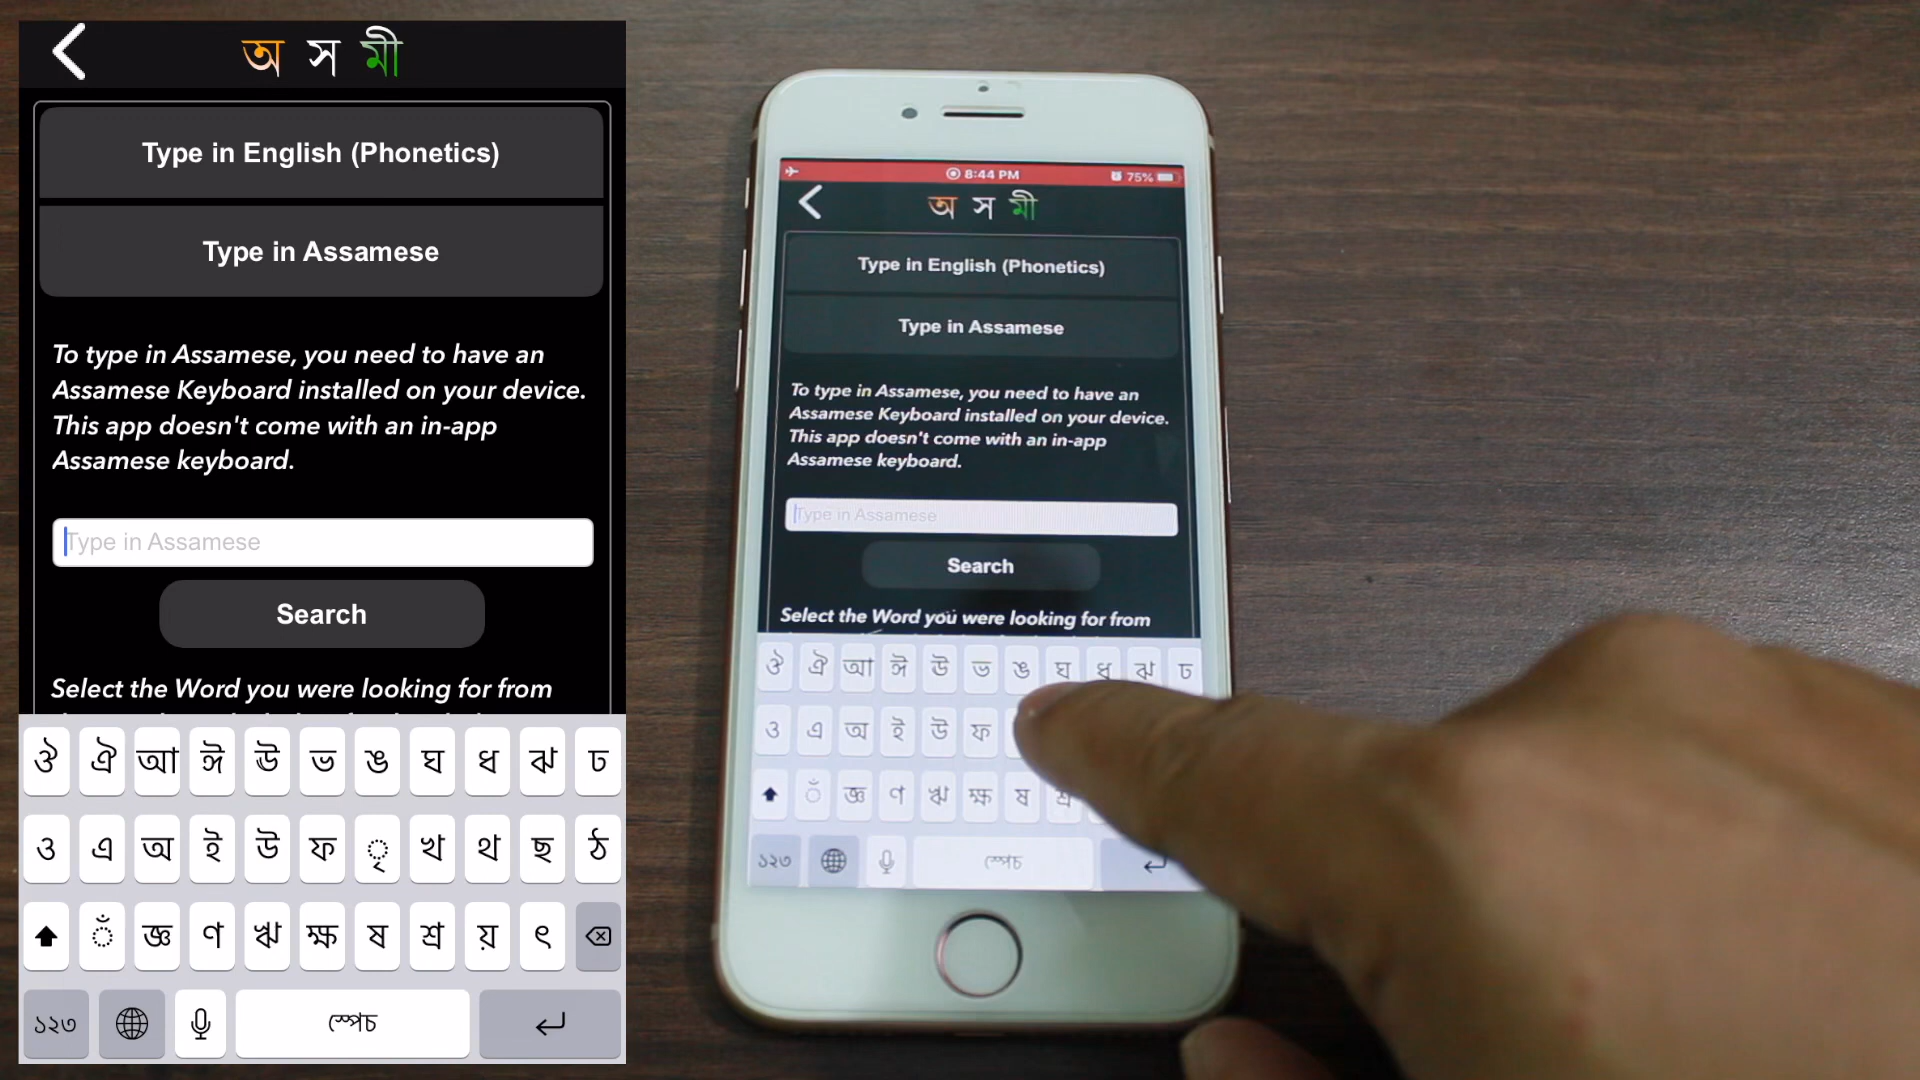 অ স মী
Type in English (Phonetics)
Type in Assamese
To type in Assamese, you need to have an
Assamese Keyboard installed on your device.
This app doesn't come with an in-app
Assamese keyboard.
Type in Assamese
Search
Select the Word you were looking for from
ঔ ঐ আ ঈ ঊ ভ ঙ ঘ ধ ঝ ঢ
ও এ অ ই উ ফ ৃ খ থ ছ ঠ
ঁ জ্ঞ ণ ঋ ক্ষ ষ শ্ৰ য় ৎ
১২৩ স্পেচ
8:44 PM 75%
অ স মী
Type in English (Phonetics)
Type in Assamese
To type in Assamese, you need to have an
Assamese Keyboard installed on your device.
This app doesn't come with an in-app
Assamese keyboard.
Type in Assamese
Search
Select the Word you were looking for from
ঔ ঐ আ ঈ ঊ ভ ঙ ঘ ধ ঝ ঢ
ও এ অ ই উ ফ
ঁ জ্ঞ ণ ঋ ক্ষ ষ শ্ৰ
১২৩ স্পেচ